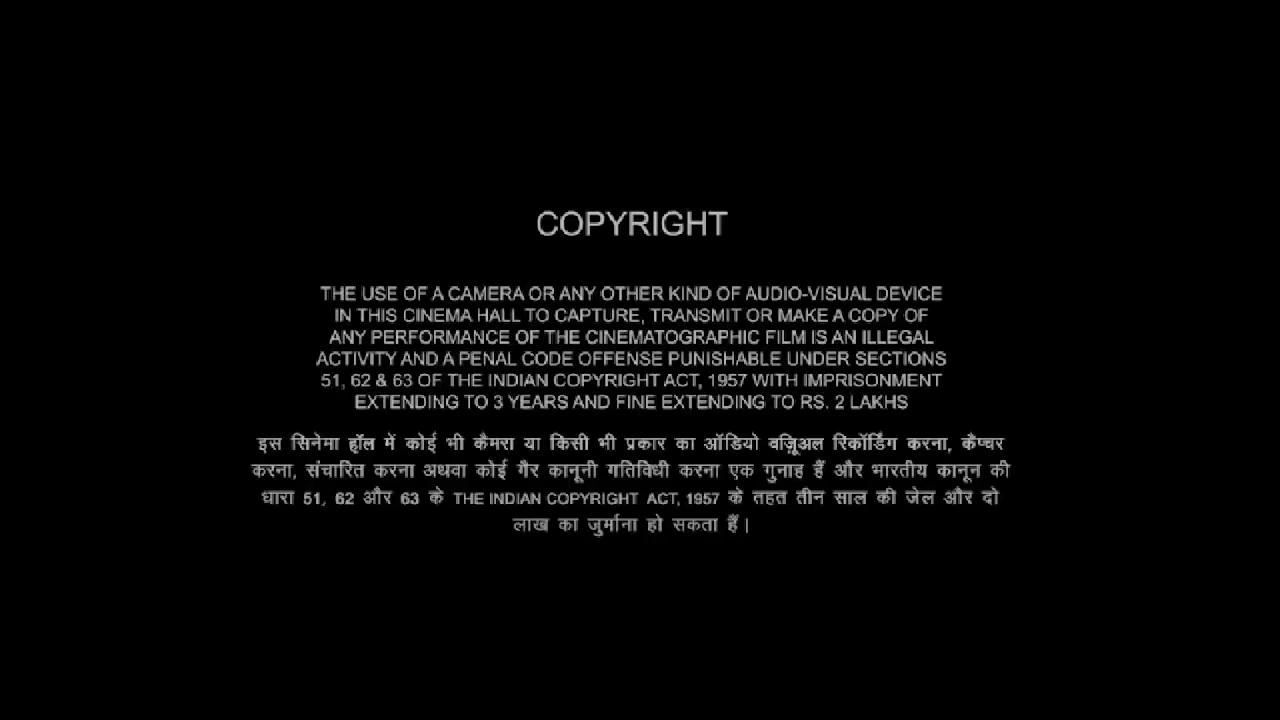 COPYRIGHT
THE USE OF A CAMERA OR ANY OTHER KIND OF AUDIO-VISUAL DEVICE
IN THIS CINEMA HALL TO CAPTURE, TRANSMIT OR MAKE A COPY OF
ANY PERFORMANCE OF THE CINEMATOGRAPHIC FILM IS AN ILLEGAL
ACTIVITY AND A PENAL CODE OFFENSE PUNISHABLE UNDER SECTIONS
51, 62 & 63 OF THE INDIAN COPYRIGHT ACT, 1957 WITH IMPRISONMENT
EXTENDING TO 3 YEARS AND FINE EXTENDING TO RS. 2 LAKHS
इस सिनेमा हॉल में कोई भी कैमरा या किसी भी प्रकार का ऑडियो वज़ूिअल रिकॉर्डिंग करना, कैप्चर
करना, संचारित करना अथवा कोई गैर कानूनी गतिविधी करना एक गुनाह हैं और भारतीय कानून की
धारा 51, 62 और 63 के THE INDIAN COPYRIGHT ACT, 1957 के तहत तीन साल की जेल और दो
लाख का जुर्माना हो सकता हैं।